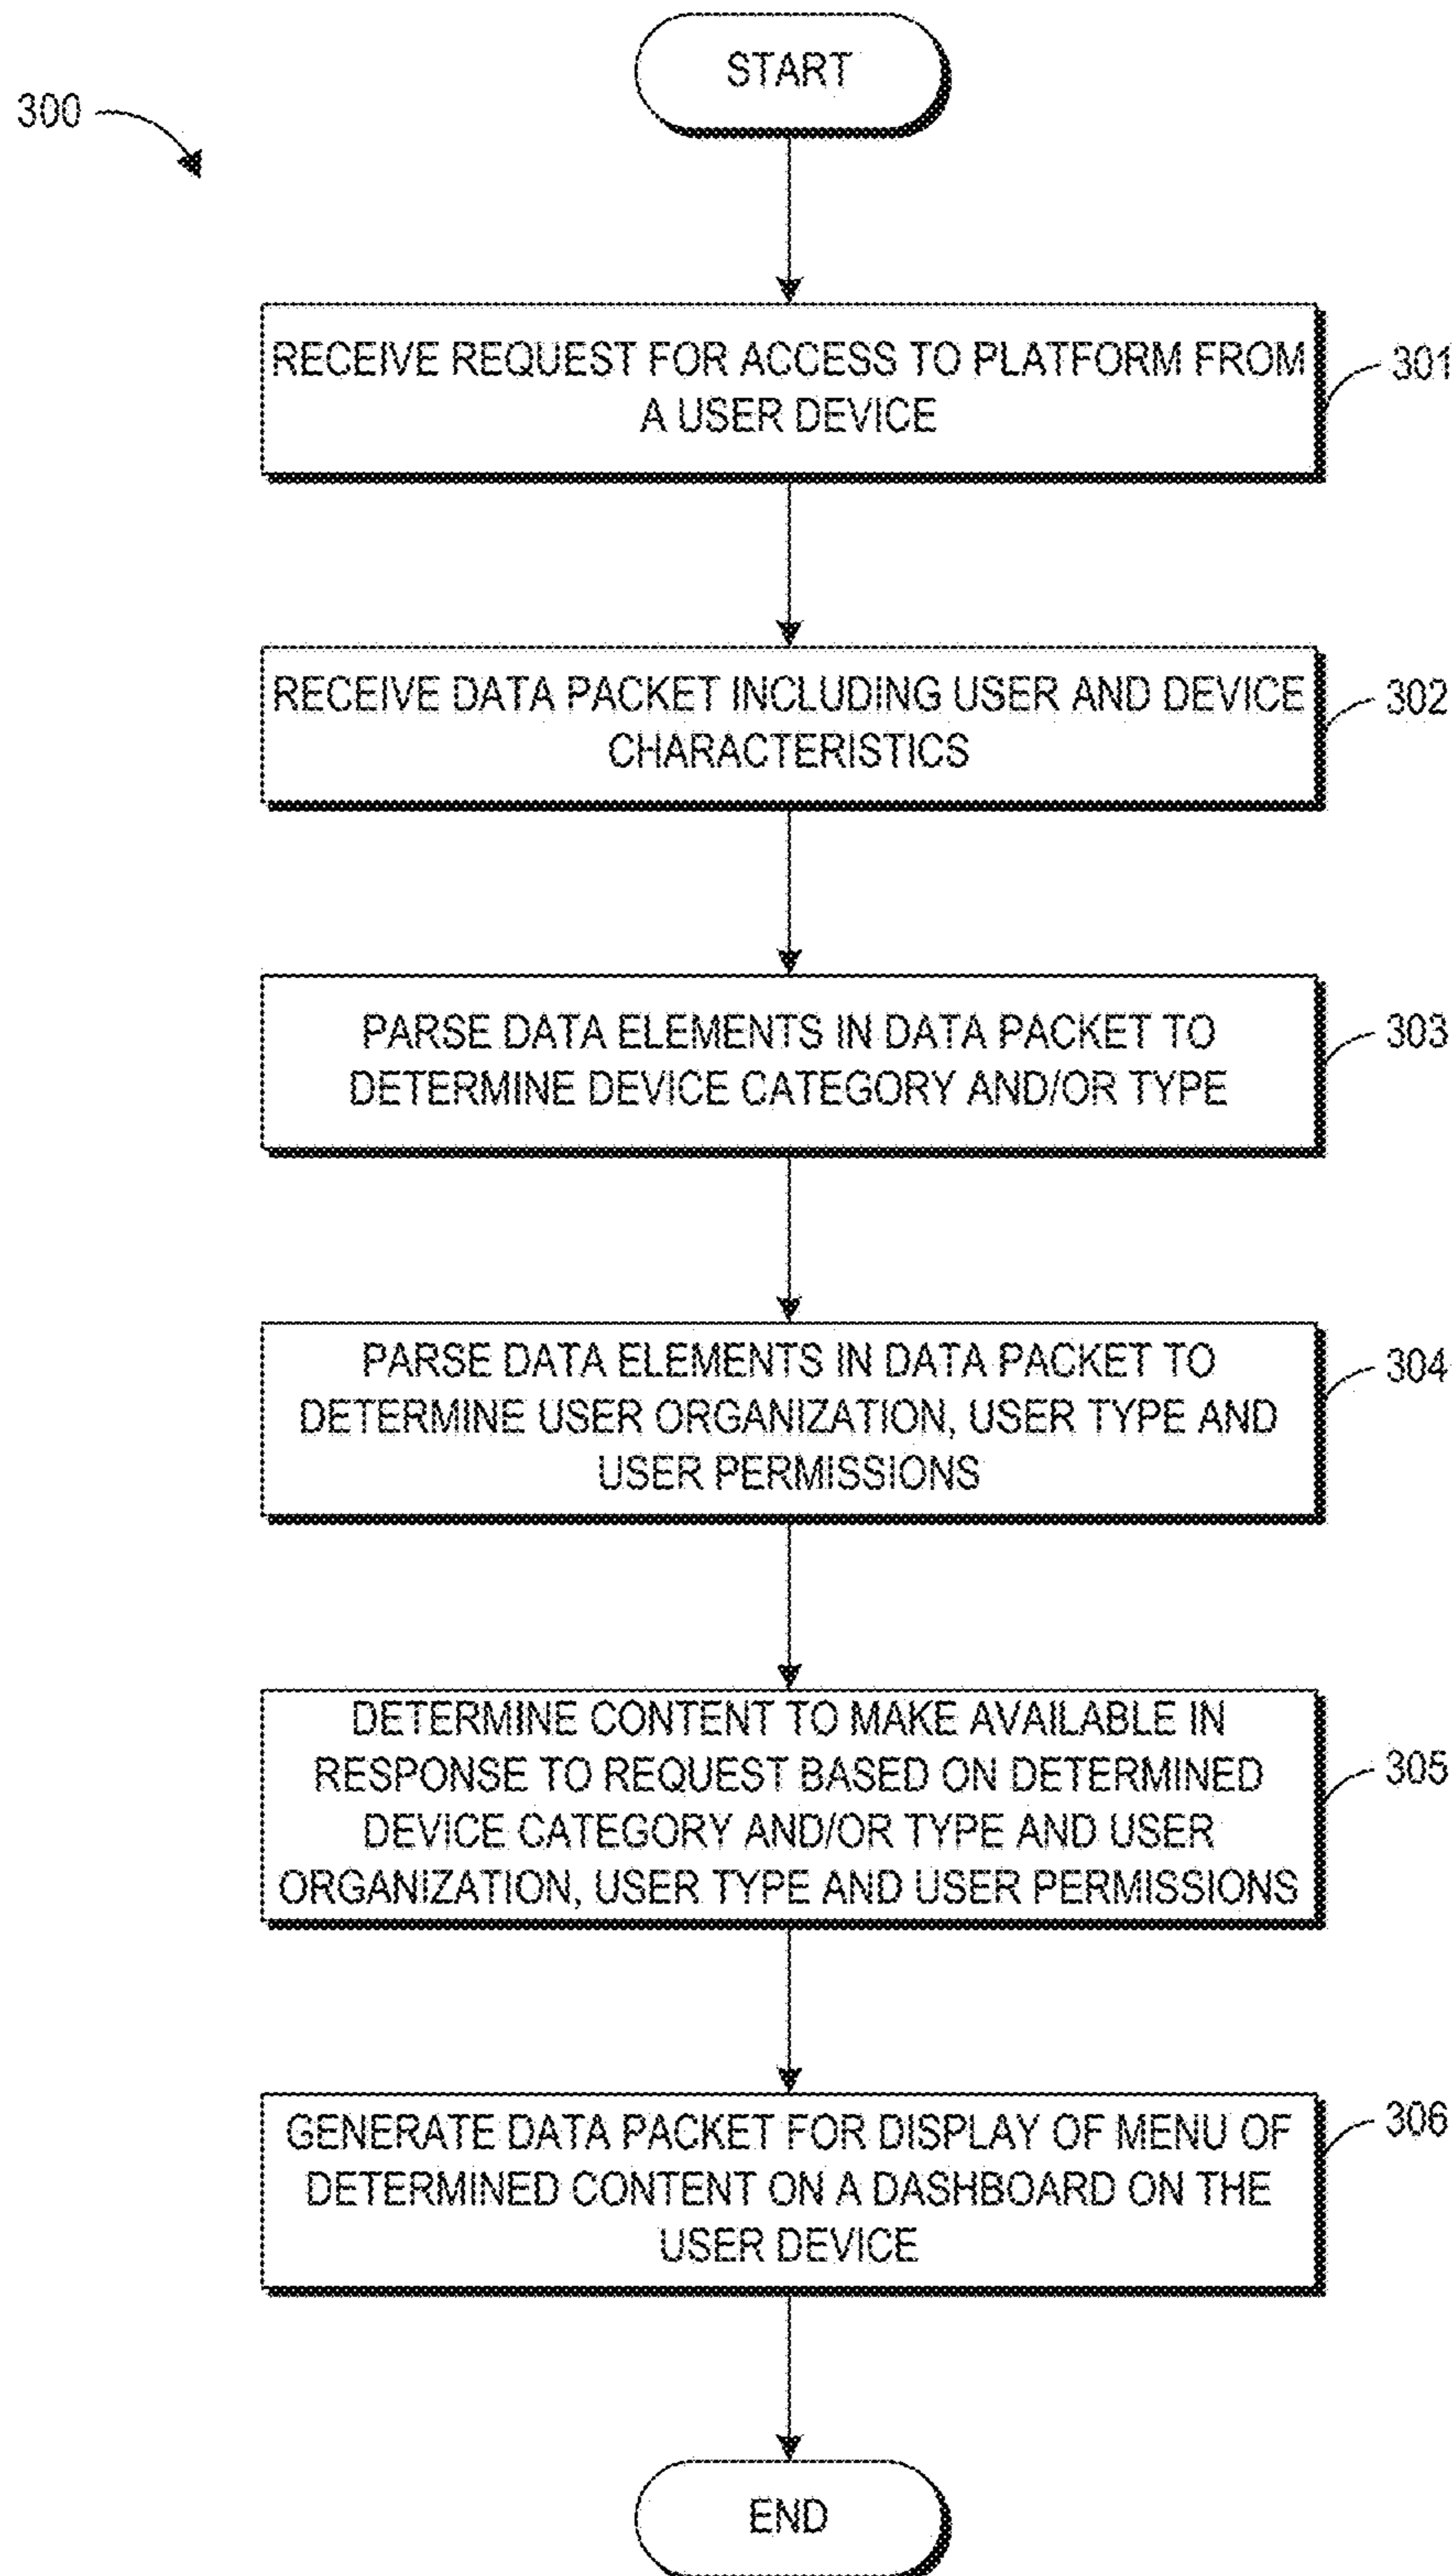 START
300
RECEIVE REQUEST FOR ACCESS TO PLATFORM FROM
A USER DEVICE
301
RECEIVE DATA PACKET INCLUDING USER AND DEVICE
CHARACTERISTICS
302
PARSE DATA ELEMENTS IN DATA PACKET TO
DETERMINE DEVICE CATEGORY AND/OR TYPE
303
PARSE DATA ELEMENTS IN DATA PACKET TO
DETERMINE USER ORGANIZATION, USER TYPE AND
USER PERMISSIONS
304
DETERMINE CONTENT TO MAKE AVAILABLE IN
RESPONSE TO REQUEST BASED ON DETERMINED
DEVICE CATEGORY AND/OR TYPE AND USER
ORGANIZATION, USER TYPE AND USER PERMISSIONS
305
GENERATE DATA PACKET FOR DISPLAY OF MENU OF
DETERMINED CONTENT ON A DASHBOARD ON THE
USER DEVICE
306
END